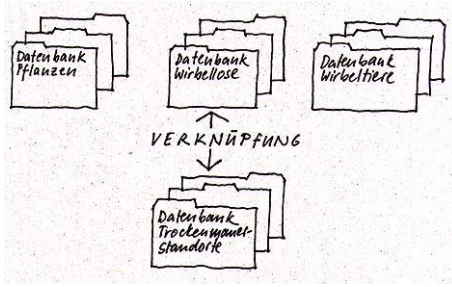 Datenbank
Pflanzen
Datenbank
Wirbellose
Datenbank
Wirbeltiere
VERKNÜPFUNG
Datenbank
Trockenmauer-
standorte